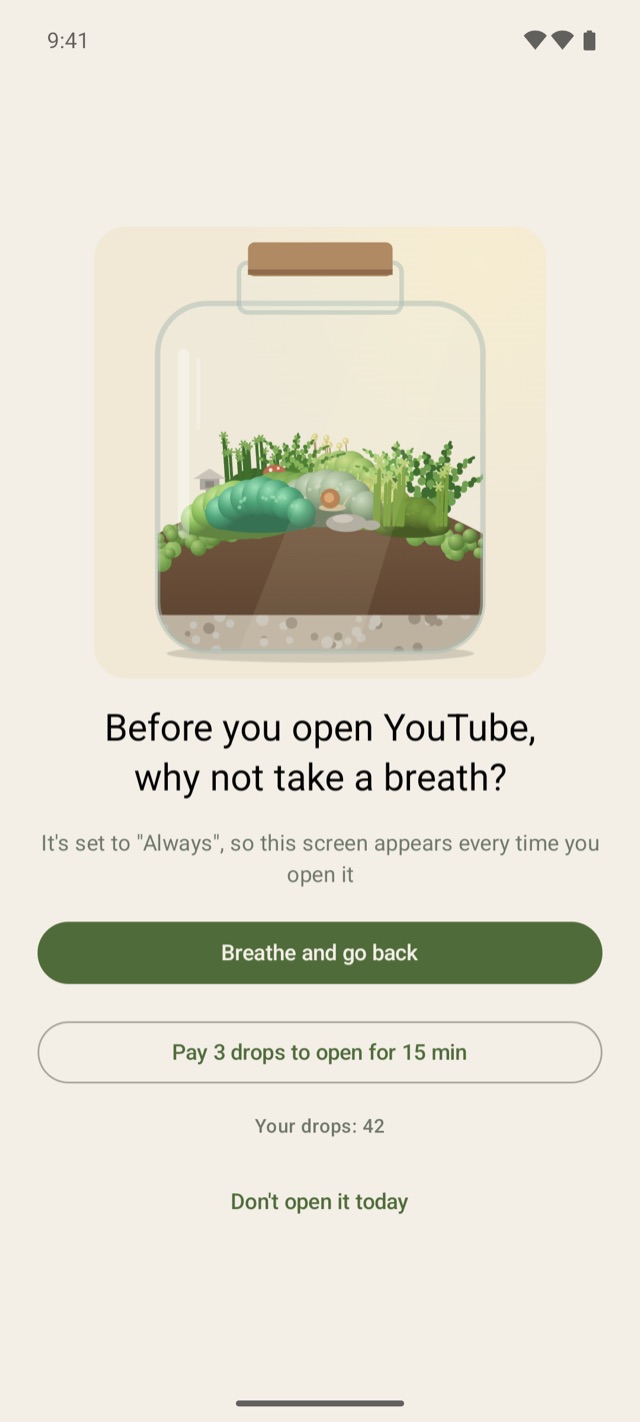 9:41
Before you open YouTube,
why not take a breath?
It's set to "Always", so this screen appears every time you
open it
Breathe and go back
Pay 3 drops to open for 15 min
Your drops: 42
Don't open it today